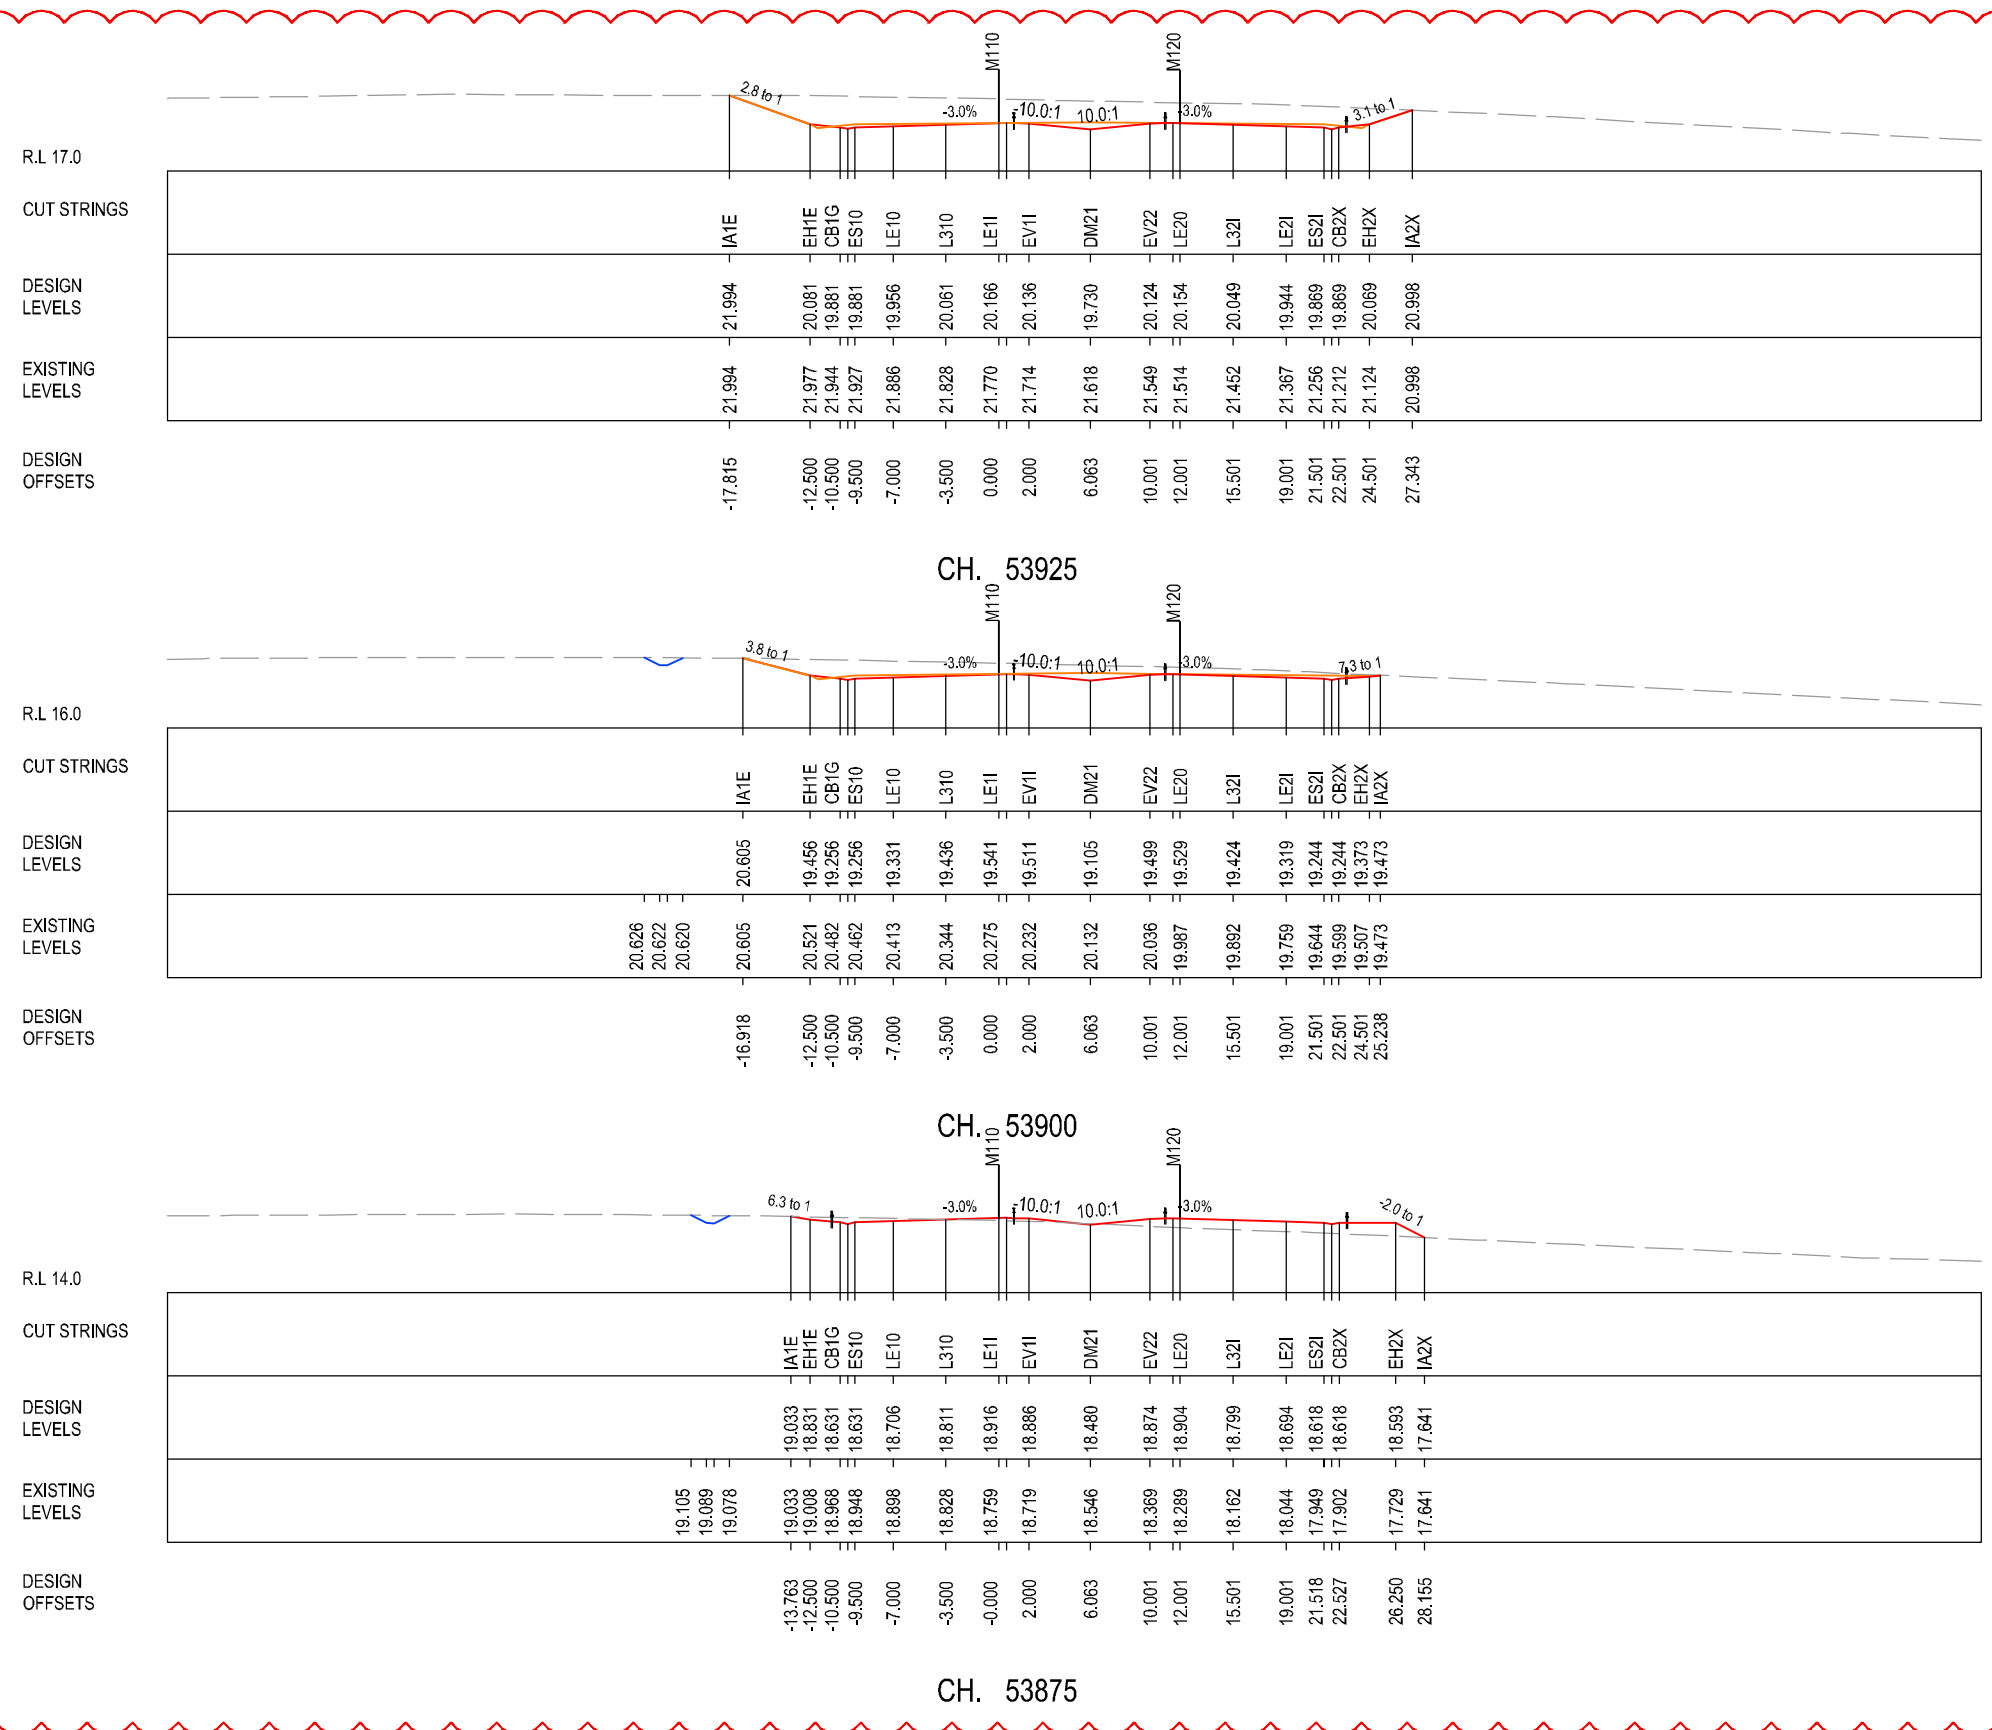 M110 M120
2.8 to 1 -3.0% -10.0:1 10.0:1 -3.0% 3.1 to 1
R.L 17.0
CUT STRINGS IA1E EH1E CB1G ES10 LE10 L310 LE1I EV1I DM21 EV22 LE20 L32I LE2I ES2I CB2X EH2X IA2X
DESIGN LEVELS 21.994 20.081 19.881 19.881 19.956 20.061 20.166 20.136 19.730 20.124 20.154 20.049 19.944 19.869 19.869 20.069 20.998
EXISTING LEVELS 21.994 21.977 21.944 21.927 21.886 21.828 21.770 21.714 21.618 21.549 21.514 21.452 21.367 21.256 21.212 21.124 20.998
DESIGN OFFSETS -17.815 -12.500 -10.500 -9.500 -7.000 -3.500 0.000 2.000 6.063 10.001 12.001 15.501 19.001 21.501 22.501 24.501 27.343
CH. 53925
M110 M120
3.8 to 1 -3.0% -10.0:1 10.0:1 -3.0% 7.3 to 1
R.L 16.0
CUT STRINGS IA1E EH1E CB1G ES10 LE10 L310 LE1I EV1I DM21 EV22 LE20 L32I LE2I ES2I CB2X EH2X IA2X
DESIGN LEVELS 20.605 19.456 19.256 19.256 19.331 19.436 19.541 19.511 19.105 19.499 19.529 19.424 19.319 19.244 19.244 19.373 19.473
EXISTING LEVELS 20.626 20.622 20.620 20.605 20.521 20.482 20.462 20.413 20.344 20.275 20.232 20.132 20.036 19.987 19.892 19.759 19.644 19.599 19.507 19.473
DESIGN OFFSETS -16.918 -12.500 -10.500 -9.500 -7.000 -3.500 0.000 2.000 6.063 10.001 12.001 15.501 19.001 21.501 22.501 24.501 25.238
CH. 53900
M110 M120
6.3 to 1 -3.0% -10.0:1 10.0:1 -3.0% -2.0 to 1
R.L 14.0
CUT STRINGS IA1E EH1E CB1G ES10 LE10 L310 LE1I EV1I DM21 EV22 LE20 L32I LE2I ES2I CB2X EH2X IA2X
DESIGN LEVELS 19.033 18.831 18.631 18.631 18.706 18.811 18.916 18.886 18.480 18.874 18.904 18.799 18.694 18.618 18.618 18.593 17.641
EXISTING LEVELS 19.105 19.089 19.078 19.033 19.008 18.968 18.948 18.898 18.828 18.759 18.719 18.546 18.369 18.289 18.162 18.044 17.949 17.902 17.729 17.641
DESIGN OFFSETS -13.763 -12.500 -10.500 -9.500 -7.000 -3.500 -0.000 2.000 6.063 10.001 12.001 15.501 19.001 21.518 22.527 26.250 28.155
CH. 53875